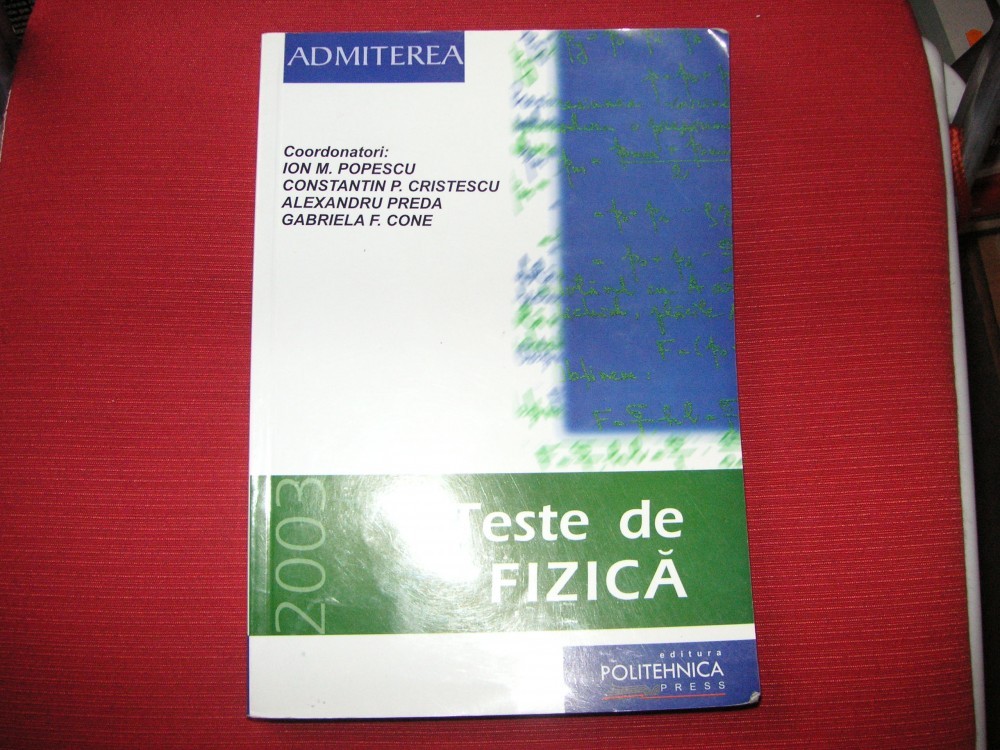 ADMITEREA
Coordonatori:
ION M. POPESCU
CONSTANTIN P. CRISTESCU
ALEXANDRU PREDA
GABRIELA F. CONE
2003
Teste de
FIZICĂ
editura
POLITEHNICA
PRESS